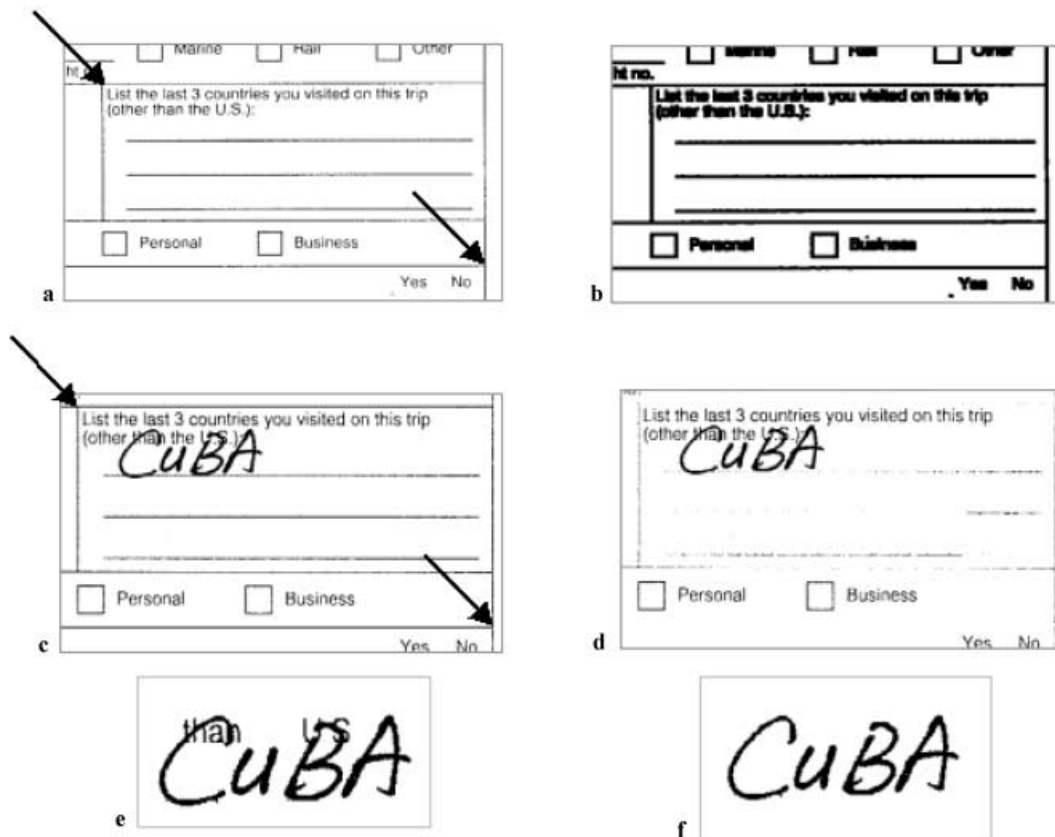 Marine Rail Other
ht
List the last 3 countries you visited on this trip
(other than the U.S.):
Personal Business
Yes No
a
Marine Rail Other
ht no.
List the last 3 countries you visited on this trip
(other than the U.S.):
Personal Business
Yes No
b
List the last 3 countries you visited on this trip
(other than the U.S.):
CuBA
Personal Business
Yes No
c
List the last 3 countries you visited on this trip
(other than the U.S.):
CuBA
Personal Business
Yes No
d
than U.S
CuBA
e
CuBA
f